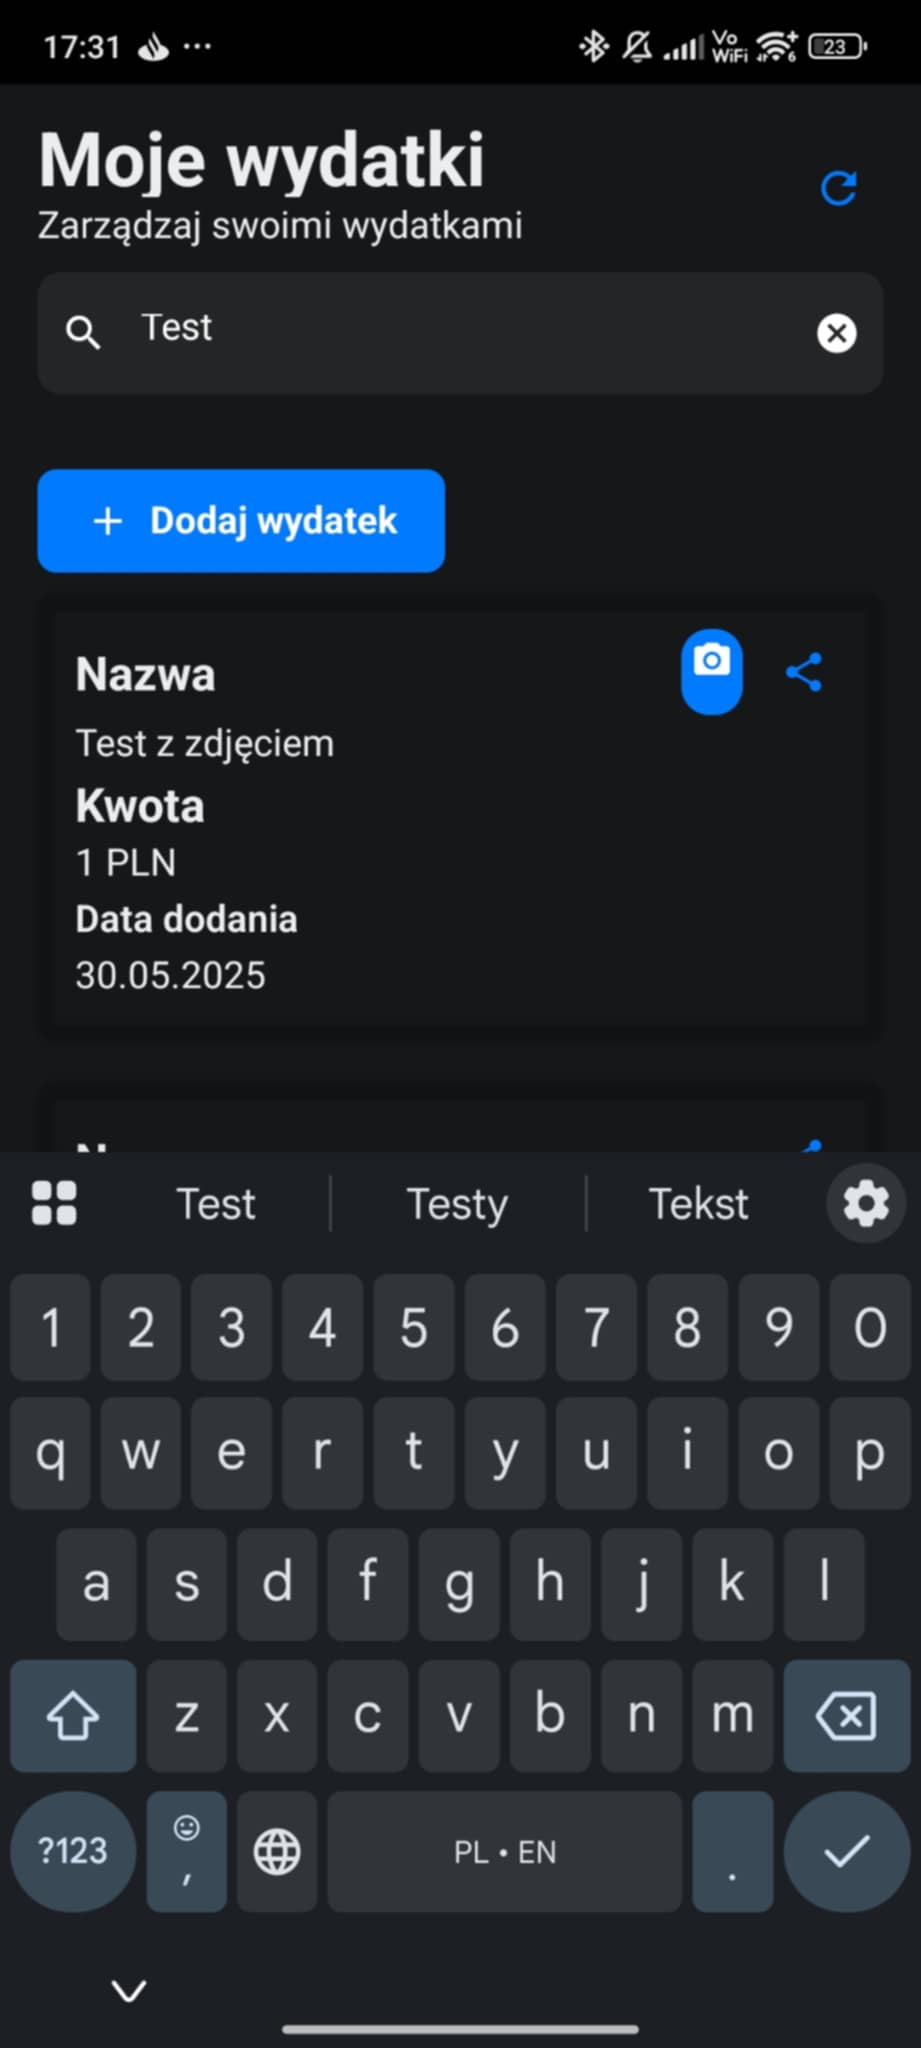 17:31
Vo WiFi 6 23
Moje wydatki
Zarządzaj swoimi wydatkami
Test
+ Dodaj wydatek
Nazwa
Test z zdjęciem
Kwota
1 PLN
Data dodania
30.05.2025
Test Testy Tekst
1 2 3 4 5 6 7 8 9 0
q w e r t y u i o p
a s d f g h j k l
z x c v b n m
?123 , PL • EN .